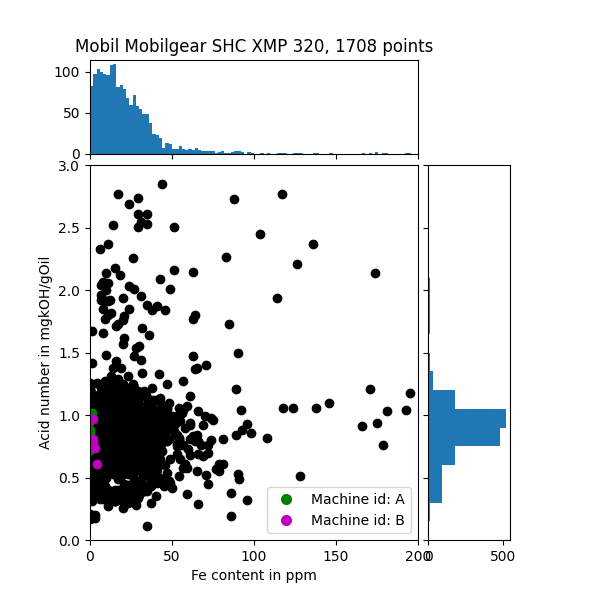 Mobil Mobilgear SHC XMP 320, 1708 points
100
50
0
3.0
2.5
2.0
1.5
1.0
0.5
0.0
Acid number in mgkOH/gOil
Machine id: A
Machine id: B
0 50 100 150 200 0 500
Fe content in ppm